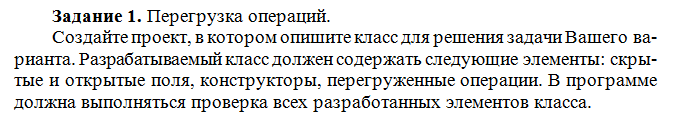 Задание 1. Перегрузка операций.
Создайте проект, в котором опишите класс для решения задачи Вашего ва-
рианта. Разрабатываемый класс должен содержать следующие элементы: скры-
тые и открытые поля, конструкторы, перегруженные операции. В программе
должна выполняться проверка всех разработанных элементов класса.